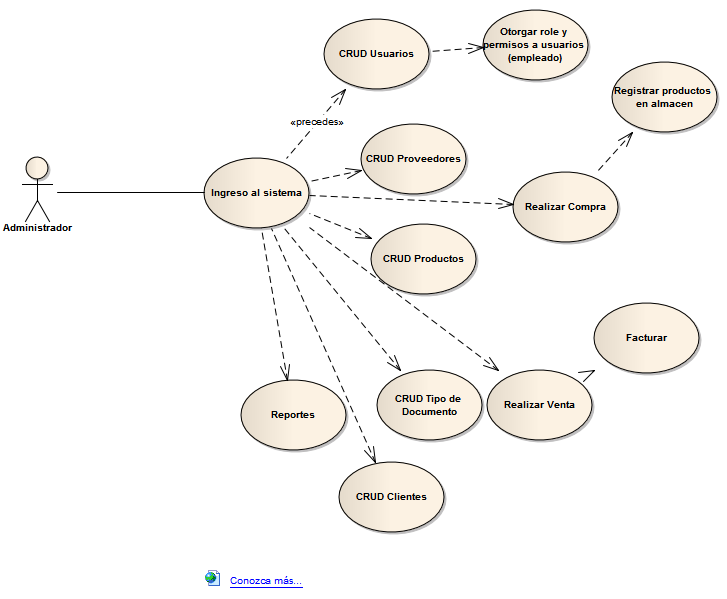 Otorgar role y
permisos a usuarios
(empleado)
CRUD Usuarios
Registrar productos
en almacen
«precedes»
CRUD Proveedores
Ingreso al sistema
Realizar Compra
Administrador
CRUD Productos
Facturar
CRUD Tipo de
Documento
Realizar Venta
Reportes
CRUD Clientes
Conozca más...